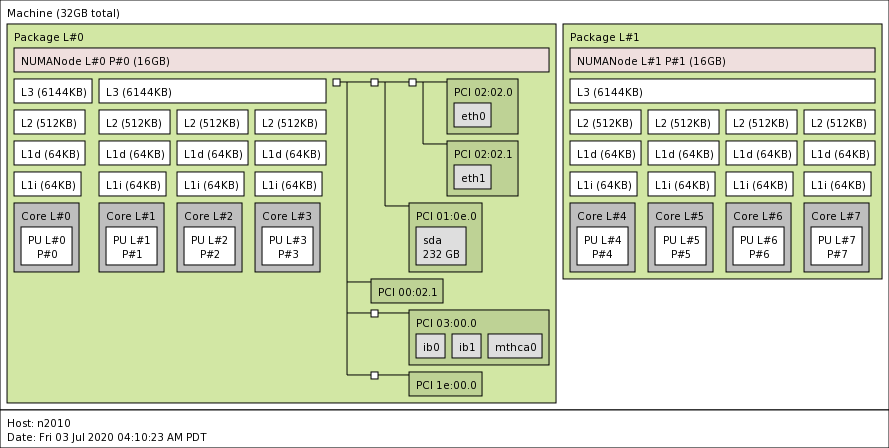 Machine (32GB total)
Package L#0
NUMANode L#0 P#0 (16GB)
L3 (6144KB)
L3 (6144KB)
L2 (512KB)
L2 (512KB)
L2 (512KB)
L2 (512KB)
L1d (64KB)
L1d (64KB)
L1d (64KB)
L1d (64KB)
L1i (64KB)
L1i (64KB)
L1i (64KB)
L1i (64KB)
Core L#0
PU L#0
P#0
Core L#1
PU L#1
P#1
Core L#2
PU L#2
P#2
Core L#3
PU L#3
P#3
PCI 02:02.0
eth0
PCI 02:02.1
eth1
PCI 01:0e.0
sda
232 GB
PCI 00:02.1
PCI 03:00.0
ib0
ib1
mthca0
PCI 1e:00.0
Package L#1
NUMANode L#1 P#1 (16GB)
L3 (6144KB)
L2 (512KB)
L2 (512KB)
L2 (512KB)
L2 (512KB)
L1d (64KB)
L1d (64KB)
L1d (64KB)
L1d (64KB)
L1i (64KB)
L1i (64KB)
L1i (64KB)
L1i (64KB)
Core L#4
PU L#4
P#4
Core L#5
PU L#5
P#5
Core L#6
PU L#6
P#6
Core L#7
PU L#7
P#7
Host: n2010
Date: Fri 03 Jul 2020 04:10:23 AM PDT